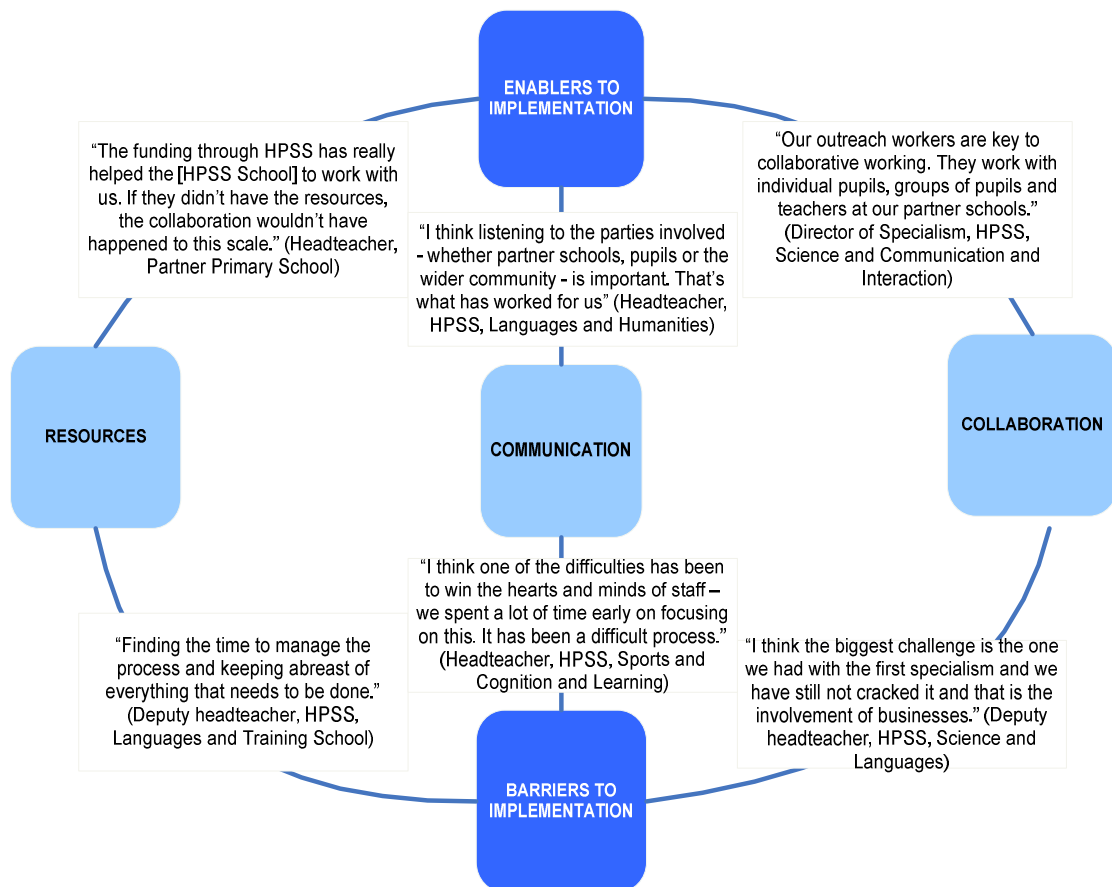 ENABLERS TO
IMPLEMENTATION
“The funding through HPSS has really
helped the [HPSS School] to work with
us. If they didn’t have the resources,
the collaboration wouldn’t have
happened to this scale.” (Headteacher,
Partner Primary School)
“I think listening to the parties involved
- whether partner schools, pupils or
the wider community - is important. That’s
what has worked for us” (Headteacher,
HPSS, Languages and Humanities)
“Our outreach workers are key to
collaborative working. They work with
individual pupils, groups of pupils and
teachers at our partner schools.”
(Director of Specialism, HPSS,
Science and Communication and
Interaction)
RESOURCES
COMMUNICATION
COLLABORATION
“Finding the time to manage the
process and keeping abreast of
everything that needs to be done.”
(Deputy headteacher, HPSS,
Languages and Training School)
“I think one of the difficulties has been
to win the hearts and minds of staff –
we spent a lot of time early on focusing
on this. It has been a difficult process.”
(Headteacher, HPSS, Sports and
Cognition and Learning)
“I think the biggest challenge is the one
we had with the first specialism and we
have still not cracked it and that is the
involvement of businesses.” (Deputy
headteacher, HPSS, Science and
Languages)
BARRIERS TO
IMPLEMENTATION